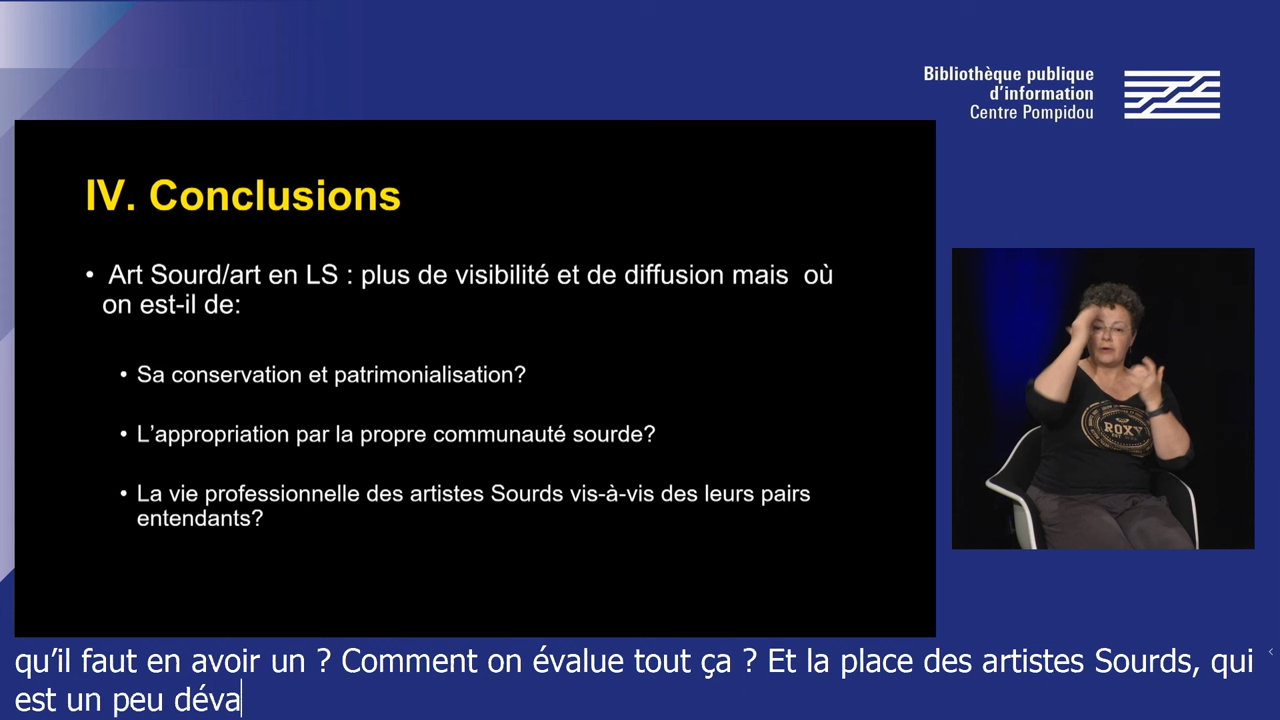 Bibliothèque publique
d'information
Centre Pompidou
IV. Conclusions
• Art Sourd/art en LS : plus de visibilité et de diffusion mais où
on est-il de:
• Sa conservation et patrimonialisation?
• L'appropriation par la propre communauté sourde?
• La vie professionnelle des artistes Sourds vis-à-vis des leurs pairs
entendants?
ROXY
qu'il faut en avoir un ? Comment on évalue tout ça ? Et la place des artistes Sourds, qui
est un peu déva